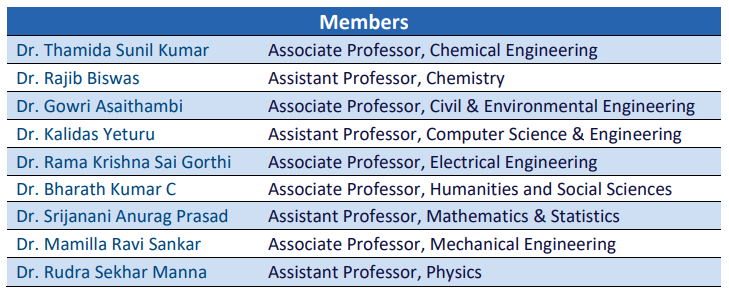 Members
Dr. Thamida Sunil Kumar Associate Professor, Chemical Engineering
Dr. Rajib Biswas Assistant Professor, Chemistry
Dr. Gowri Asaithambi Associate Professor, Civil & Environmental Engineering
Dr. Kalidas Yeturu Assistant Professor, Computer Science & Engineering
Dr. Rama Krishna Sai Gorthi Associate Professor, Electrical Engineering
Dr. Bharath Kumar C Associate Professor, Humanities and Social Sciences
Dr. Srijanani Anurag Prasad Assistant Professor, Mathematics & Statistics
Dr. Mamilla Ravi Sankar Associate Professor, Mechanical Engineering
Dr. Rudra Sekhar Manna Assistant Professor, Physics